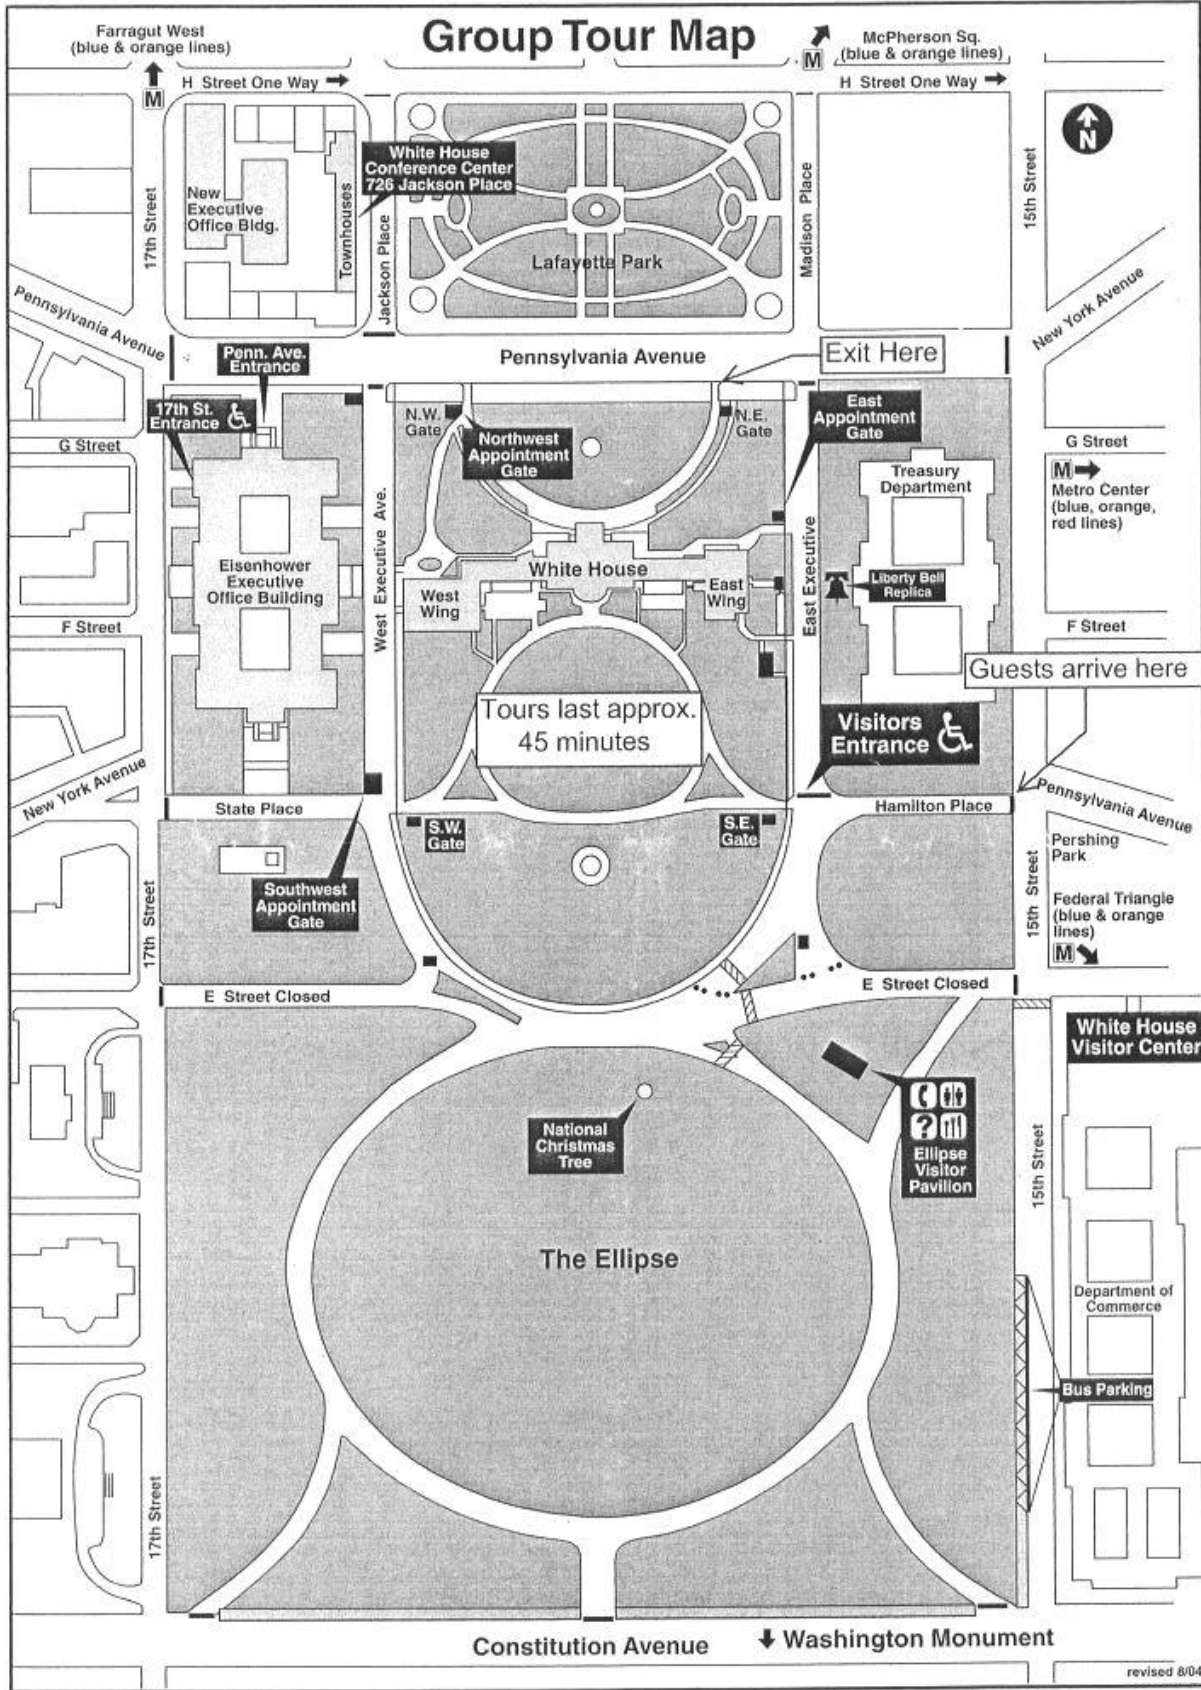 Group Tour Map
Farragut West
(blue & orange lines)
M
McPherson Sq.
(blue & orange lines)
M
H Street One Way
H Street One Way
N
White House
Conference Center
726 Jackson Place
New
Executive
Office Bldg.
Townhouses
17th Street
Jackson Place
Lafayette Park
Madison Place
15th Street
New York Avenue
Pennsylvania Avenue
Pennsylvania Avenue
Exit Here
Penn. Ave.
Entrance
17th St.
Entrance
N.W.
Gate
Northwest
Appointment
Gate
N.E.
Gate
East
Appointment
Gate
G Street
G Street
M
Metro Center
(blue, orange,
red lines)
Treasury
Department
West Executive Ave.
Eisenhower
Executive
Office Building
White House
West
Wing
East
Wing
East Executive
Liberty Bell
Replica
F Street
F Street
Guests arrive here
Tours last approx.
45 minutes
Visitors
Entrance
New York Avenue
State Place
Hamilton Place
Pennsylvania Avenue
S.W.
Gate
S.E.
Gate
Pershing
Park
Southwest
Appointment
Gate
17th Street
15th Street
Federal Triangle
(blue & orange
lines)
M
E Street Closed
E Street Closed
White House
Visitor Center
National
Christmas
Tree
?
Ellipse
Visitor
Pavilion
15th Street
The Ellipse
Department of
Commerce
Bus Parking
17th Street
Constitution Avenue
Washington Monument
revised 8/04